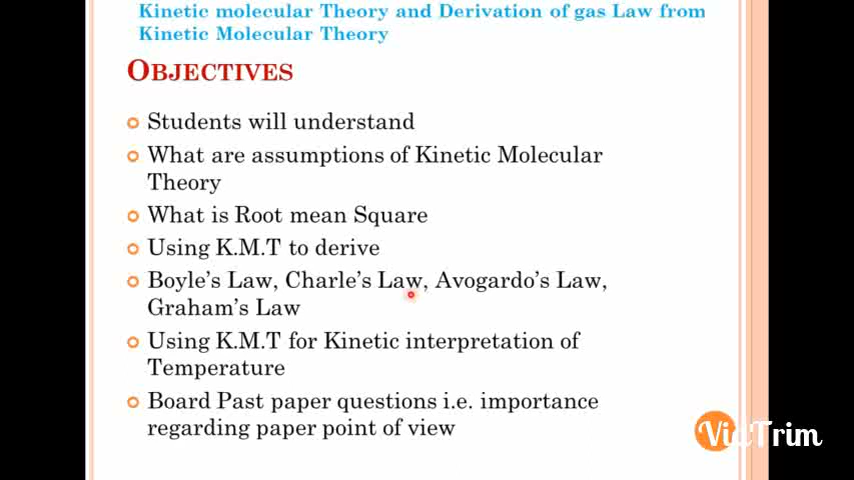 Kinetic molecular Theory and Derivation of gas Law from
Kinetic Molecular Theory
OBJECTIVES
Students will understand
What are assumptions of Kinetic Molecular
Theory
What is Root mean Square
Using K.M.T to derive
Boyle's Law, Charle's Law, Avogardo's Law,
Graham's Law
Using K.M.T for Kinetic interpretation of
Temperature
Board Past paper questions i.e. importance
regarding paper point of view
VidTrim